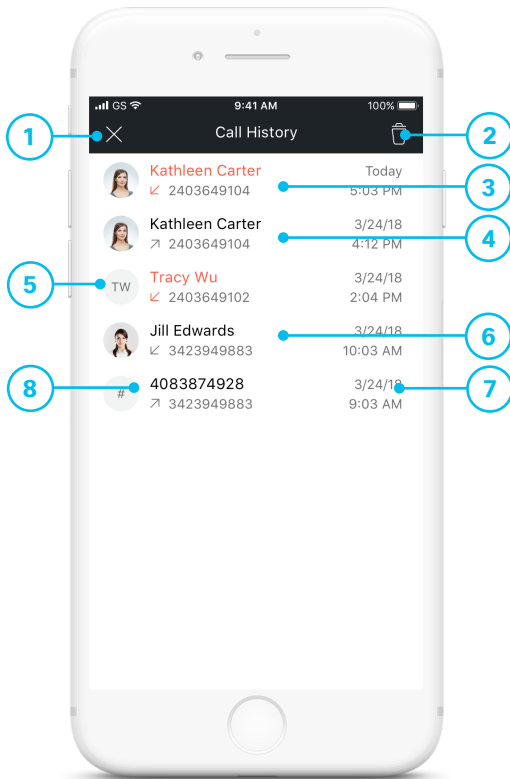 GS 9:41 AM 100%
1 Call History 2
Kathleen Carter Today
2403649104 5:03 PM 3
Kathleen Carter 3/24/18
2403649104 4:12 PM 4
5 TW Tracy Wu 3/24/18
2403649102 2:04 PM
Jill Edwards 3/24/18 6
3423949883 10:03 AM
8 # 4083874928 3/24/18 7
3423949883 9:03 AM